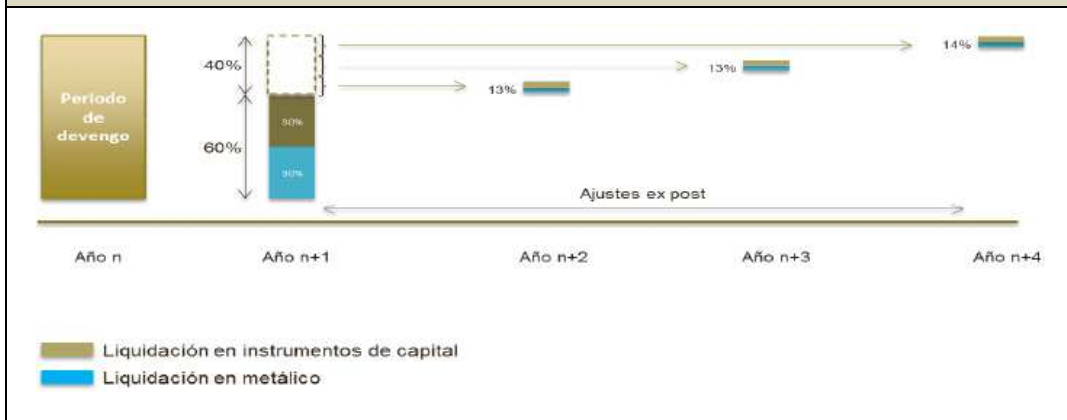 Periodo
de
devengo
40%
60%
30%
30%
13%
13%
14%
Ajustes ex post
Año n
Año n+1
Año n+2
Año n+3
Año n+4
Liquidación en instrumentos de capital
Liquidación en metálico